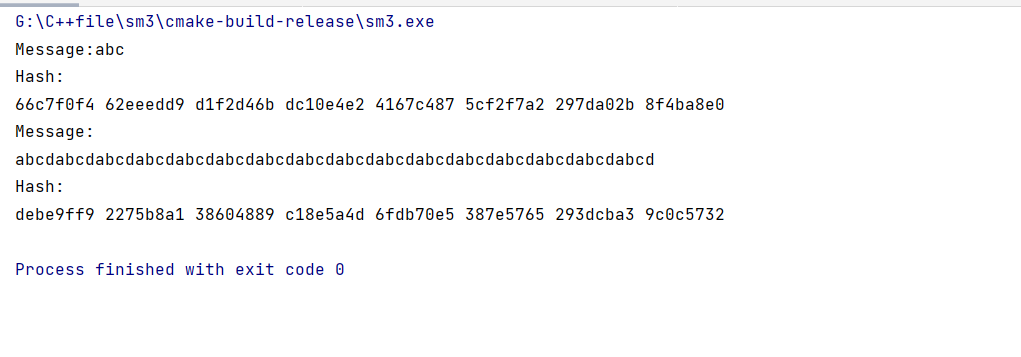 G:\C++file\sm3\cmake-build-release\sm3.exe
Message:abc
Hash:
66c7f0f4 62eeedd9 d1f2d46b dc10e4e2 4167c487 5cf2f7a2 297da02b 8f4ba8e0
Message:
abcdabcdabcdabcdabcdabcdabcdabcdabcdabcdabcdabcdabcdabcdabcdabcd
Hash:
debe9ff9 2275b8a1 38604889 c18e5a4d 6fdb70e5 387e5765 293dcba3 9c0c5732
Process finished with exit code 0